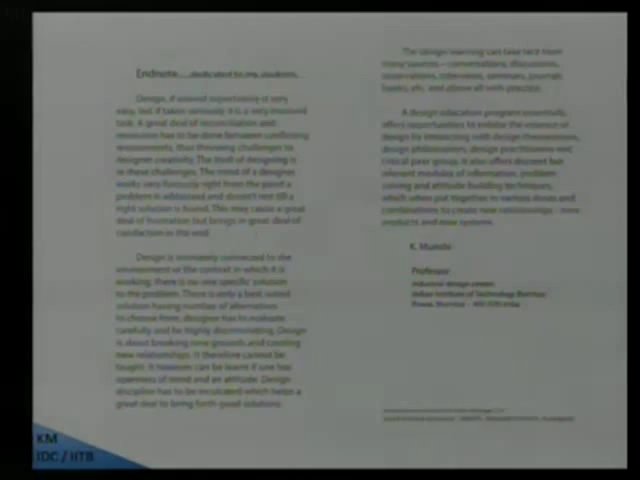 Endnote.....dedicated to my students.
Design, if viewed superficially is very
easy, but if taken seriously it is a very involved
task. A great deal of reconciliation and
resolution has to be done between conflicting
requirements, thus throwing challenges to
designer creativity. The thrill of designing is
in these challenges. The mind of a designer
works very furiously right from the point a
problem is addressed and doesn't rest till a
right solution is found. This may cause a great
deal of frustration but brings in great deal of
satisfaction in the end.
Design is intimately connected to the
environment or the context in which it is
working, there is no one specific solution
to the problem. There is only a best suited
solution having number of alternatives
to choose from, designer has to evaluate
carefully and be highly discriminating. Design
is about breaking new grounds and creating
new relationships. It therefore cannot be
taught. It however can be learnt if one has
openness of mind and an attitude. Design
discipline has to be inculcated which helps a
great deal to bring forth good solutions.
The design learning can take place from
many sources - conversations, discussions,
observations, interviews, seminars, journals
books, etc. and above all with practice.
A design education program essentially
offers opportunities to imbibe the essence of
design by interacting with design theoreticians,
design philosophers, design practitioners and
critical peer group. It also offers discreet but
relevant modules of information, problem
solving and attitude building techniques,
which when put together in various doses and
combinations to create new relationships - new
products and new systems.
K. Munshi
Professor
Industrial design centre
Indian Institute of Technology Bombay
Powai, Mumbai - 400 076 India
KM
IDC / IITB